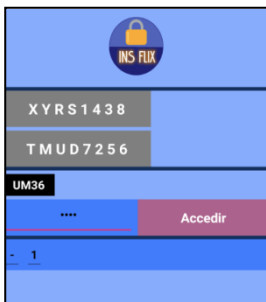 INS FLIX
XYRS1438
TMUD7256
UM36
•••• Accedir
- 1